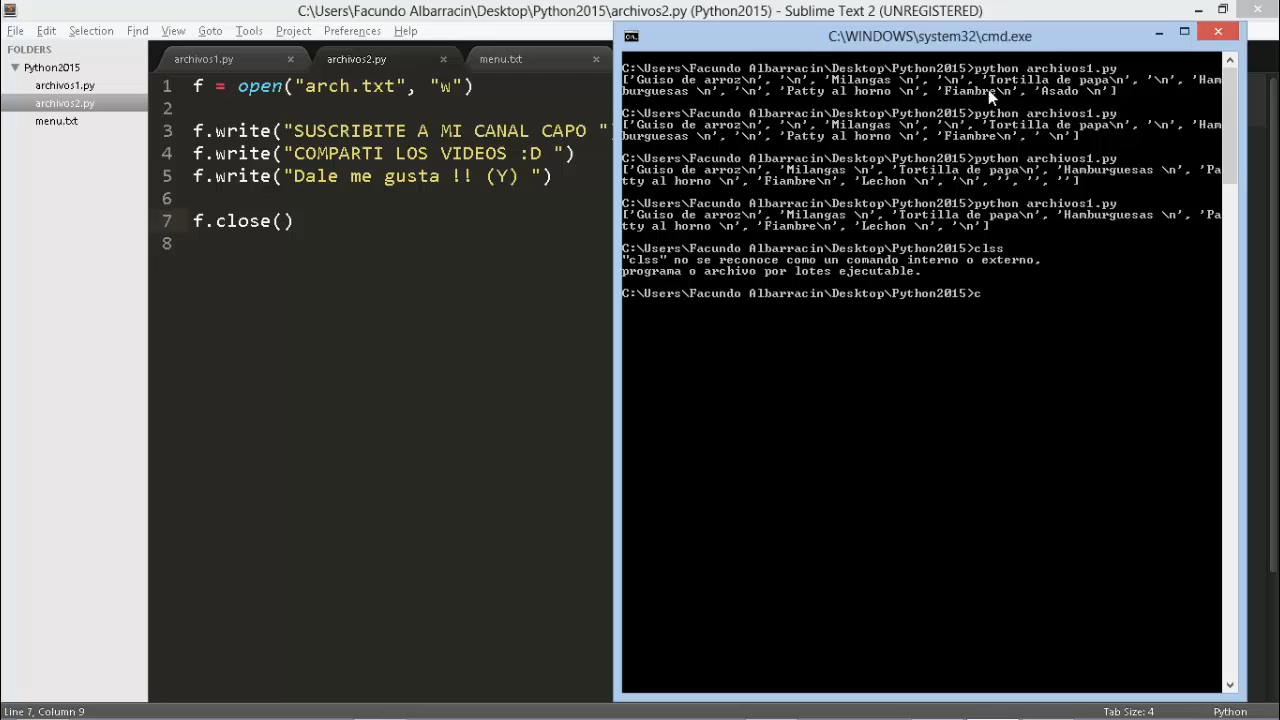 C:\Users\Facundo Albarracin\Desktop\Python2015\archivos2.py (Python2015) - Sublime Text 2 (UNREGISTERED)
File Edit Selection Find View Goto Tools Project Preferences Help
FOLDERS
Python2015
archivos1.py
archivos2.py
menu.txt
archivos1.py
archivos2.py
menu.txt
1 f = open("arch.txt", "w")
2
3 f.write("SUSCRIBITE A MI CANAL CAPO "
4 f.write("COMPARTI LOS VIDEOS :D ")
5 f.write("Dale me gusta !! (Y) ")
6
7 f.close()
8
C:\WINDOWS\system32\cmd.exe
C:\Users\Facundo Albarracin\Desktop\Python2015>python archivos1.py
['Guiso de arroz\n', '\n', 'Milangas \n', '\n', 'Tortilla de papa\n', '\n', 'Ham
burguesas \n', '\n', 'Patty al horno \n', 'Fiambre\n', 'Asado \n']
C:\Users\Facundo Albarracin\Desktop\Python2015>python archivos1.py
['Guiso de arroz\n', '\n', 'Milangas \n', '\n', 'Tortilla de papa\n', '\n', 'Ham
burguesas \n', '\n', 'Patty al horno \n', 'Fiambre \n']
C:\Users\Facundo Albarracin\Desktop\Python2015>python archivos1.py
['Guiso de arroz\n', 'Milangas \n', 'Tortilla de papa\n', 'Hamburguesas \n', 'Pa
tty al horno \n', 'Fiambre\n', 'Lechon \n', '\n', '', '', '']
C:\Users\Facundo Albarracin\Desktop\Python2015>python archivos1.py
['Guiso de arroz\n', 'Milangas \n', 'Tortilla de papa\n', 'Hamburguesas \n', 'Pa
tty al horno \n', 'Fiambre\n', 'Lechon \n', '\n']
C:\Users\Facundo Albarracin\Desktop\Python2015>clss
"clss" no se reconoce como un comando interno o externo,
programa o archivo por lotes ejecutable.
C:\Users\Facundo Albarracin\Desktop\Python2015>c
Line 7, Column 9
Tab Size: 4
Python